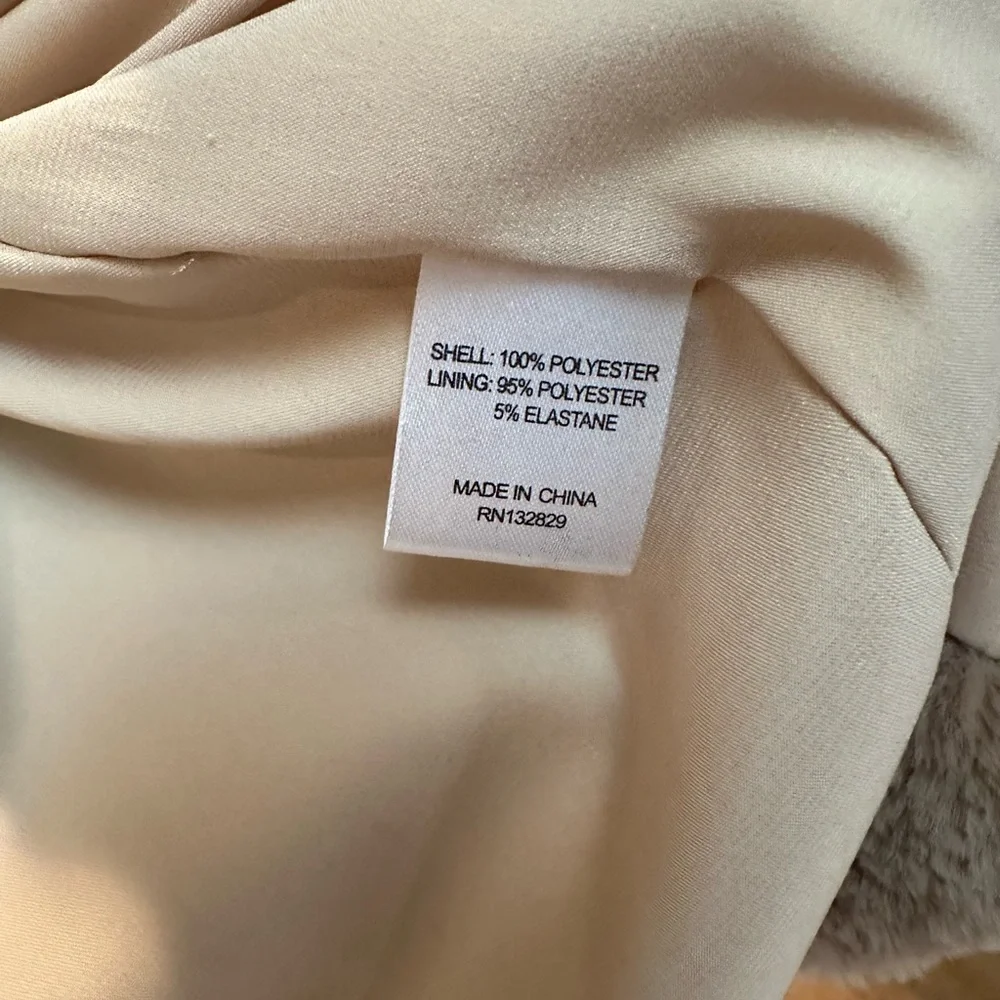 SHELL: 100% POLYESTER
LINING: 95% POLYESTER
5% ELASTANE
MADE IN CHINA
RN132829